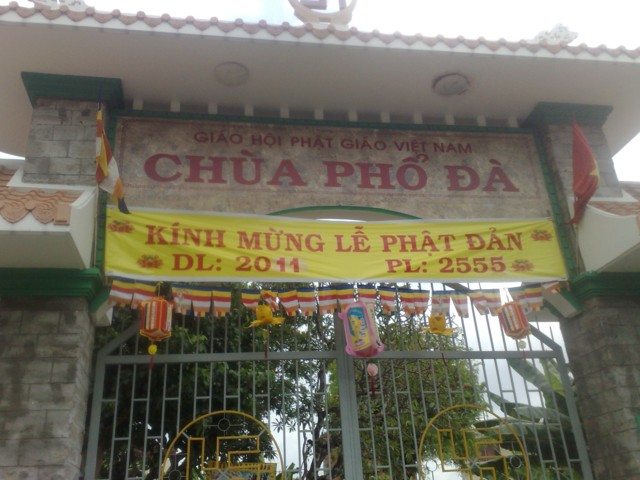 GIÁO HỘI PHẬT GIÁO VIỆT NAM
CHÙA PHỔ ĐÀ
KÍNH MỪNG LỄ PHẬT ĐẢN
DL: 2011 PL: 2555